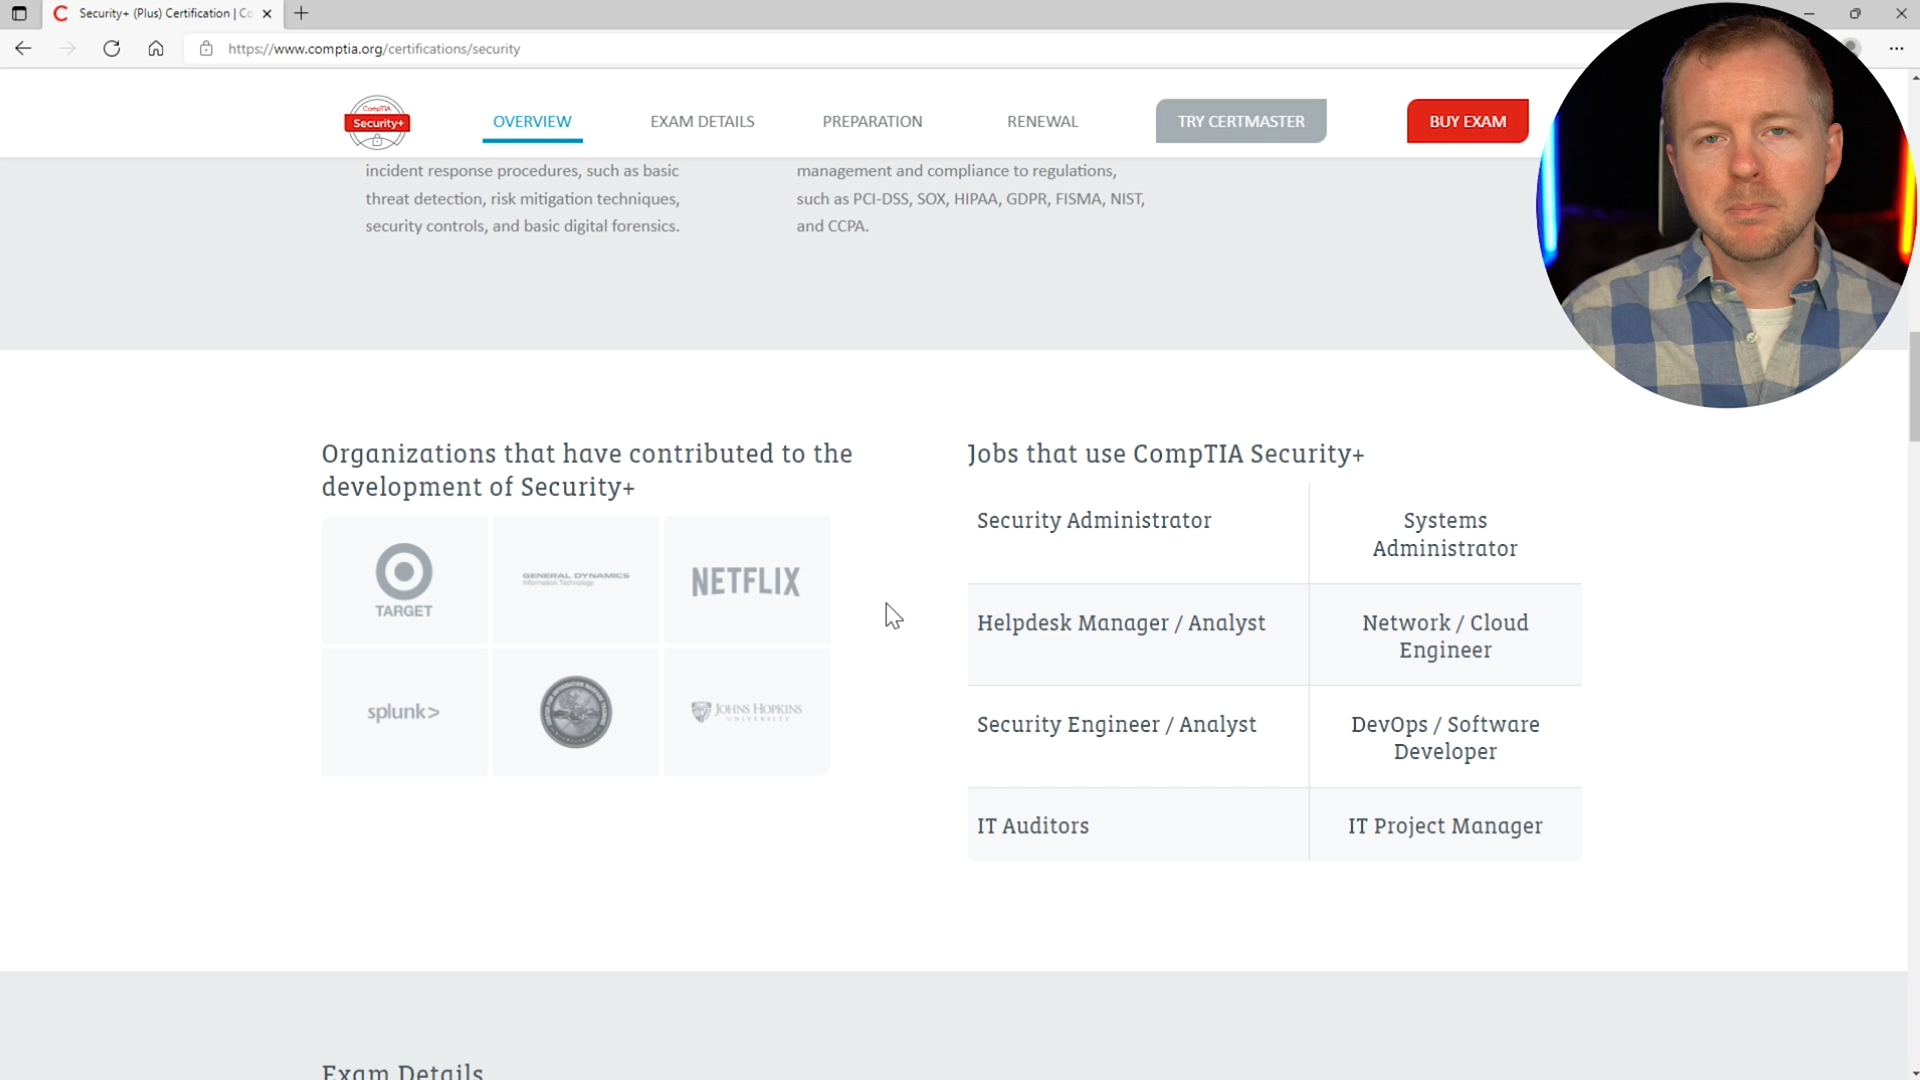 Security+ (Plus) Certification | Co
https://www.comptia.org/certifications/security
CompTIA
Security+
OVERVIEW
EXAM DETAILS
PREPARATION
RENEWAL
TRY CERTMASTER
BUY EXAM
incident response procedures, such as basic
threat detection, risk mitigation techniques,
security controls, and basic digital forensics.
management and compliance to regulations,
such as PCI-DSS, SOX, HIPAA, GDPR, FISMA, NIST,
and CCPA.
Organizations that have contributed to the
development of Security+
TARGET
GENERAL DYNAMICS
Information Technology
NETFLIX
splunk>
JOHNS HOPKINS
UNIVERSITY
Jobs that use CompTIA Security+
Security Administrator
Systems
Administrator
Helpdesk Manager / Analyst
Network / Cloud
Engineer
Security Engineer / Analyst
DevOps / Software
Developer
IT Auditors
IT Project Manager
Exam Details